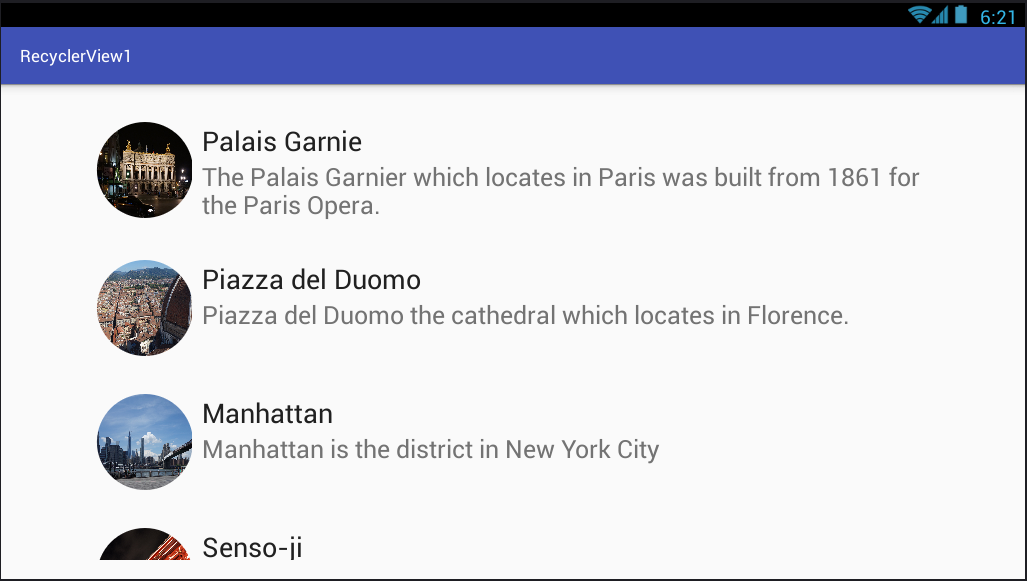 6:21
RecyclerView1
Palais Garnie
The Palais Garnier which locates in Paris was built from 1861 for
the Paris Opera.
Piazza del Duomo
Piazza del Duomo the cathedral which locates in Florence.
Manhattan
Manhattan is the district in New York City
Senso-ji